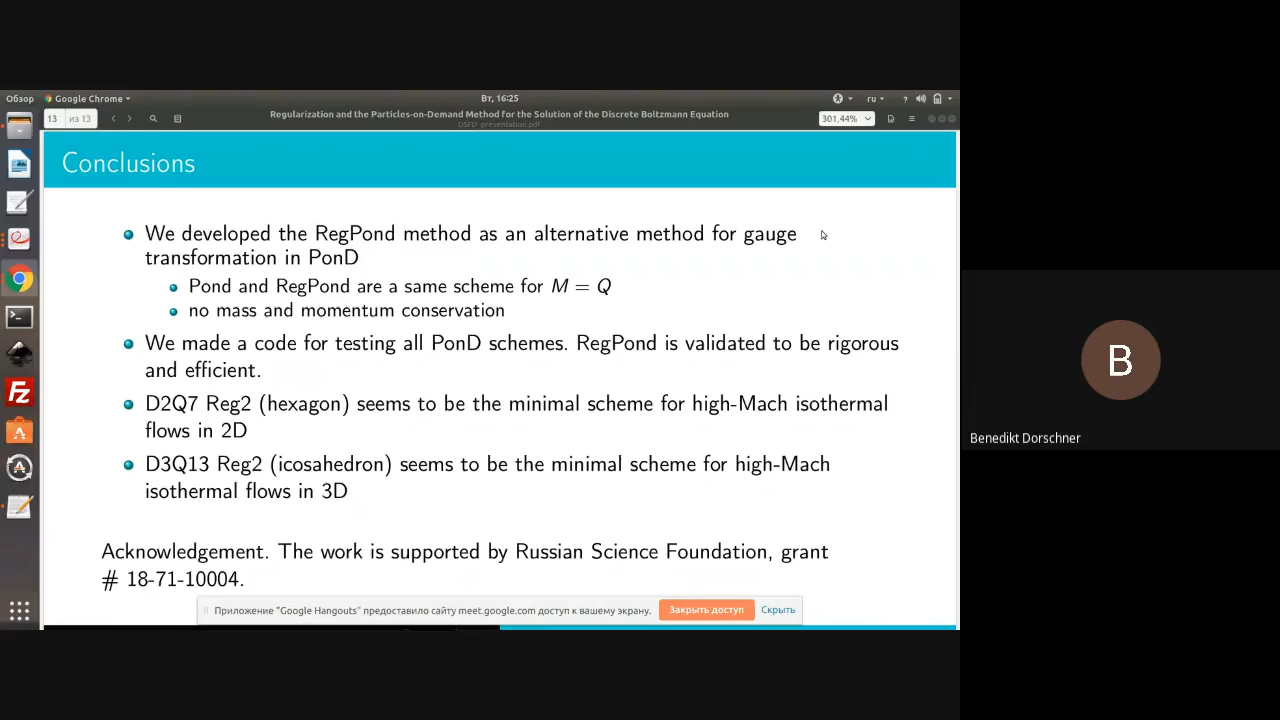 Обзор Google Chrome Вт, 16:25 ru
13 из 13 Regularization and the Particles-on-Demand Method for the Solution of the Discrete Boltzmann Equation 301,44%
DSFD_presentation.pdf
Conclusions
We developed the RegPond method as an alternative method for gauge
transformation in PonD
Pond and RegPond are a same scheme for M = Q
no mass and momentum conservation
We made a code for testing all PonD schemes. RegPond is validated to be rigorous
and efficient.
D2Q7 Reg2 (hexagon) seems to be the minimal scheme for high-Mach isothermal
flows in 2D
D3Q13 Reg2 (icosahedron) seems to be the minimal scheme for high-Mach
isothermal flows in 3D
Acknowledgement. The work is supported by Russian Science Foundation, grant
# 18-71-10004.
Приложение "Google Hangouts" предоставило сайту meet.google.com доступ к вашему экрану. Закрыть доступ Скрыть
B
Benedikt Dorschner